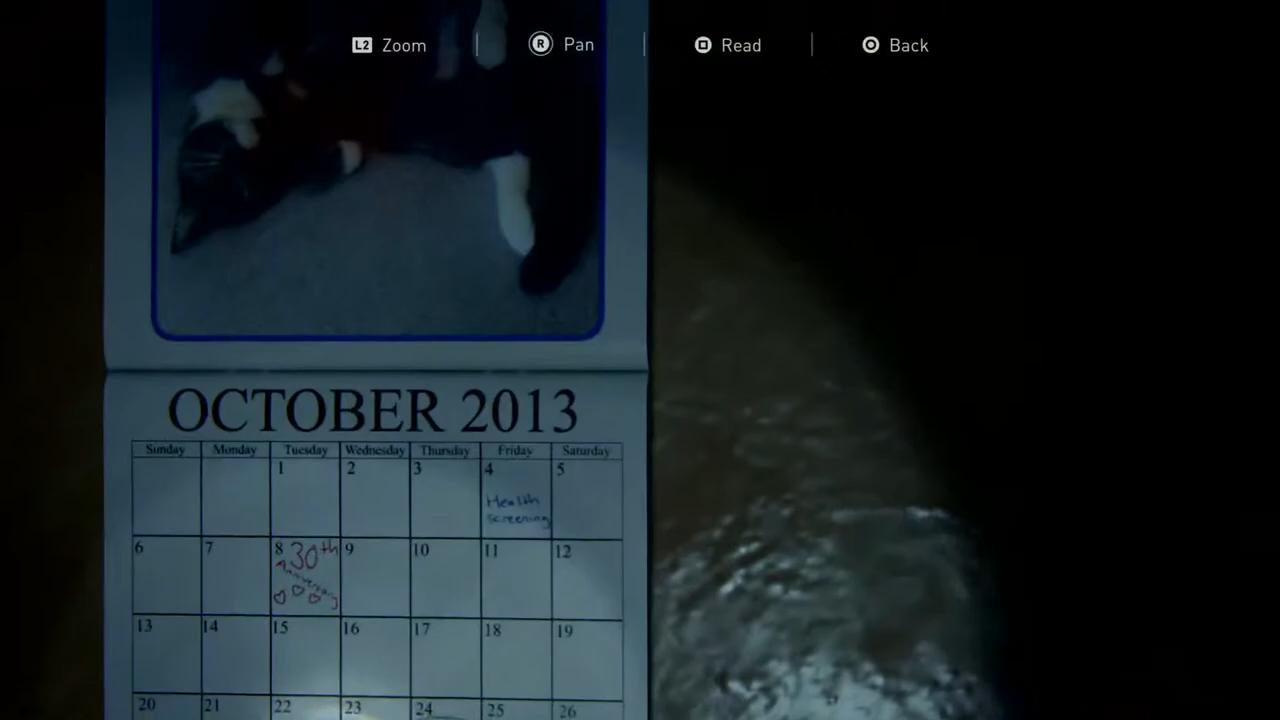 L2 Zoom R Pan Read Back
OCTOBER 2013
Sunday Monday Tuesday Wednesday Thursday Friday Saturday
1 2 3 4 5
Health
screening
6 7 8 9 10 11 12
30th
Anniversary
13 14 15 16 17 18 19
20 21 22 23 24 25 26